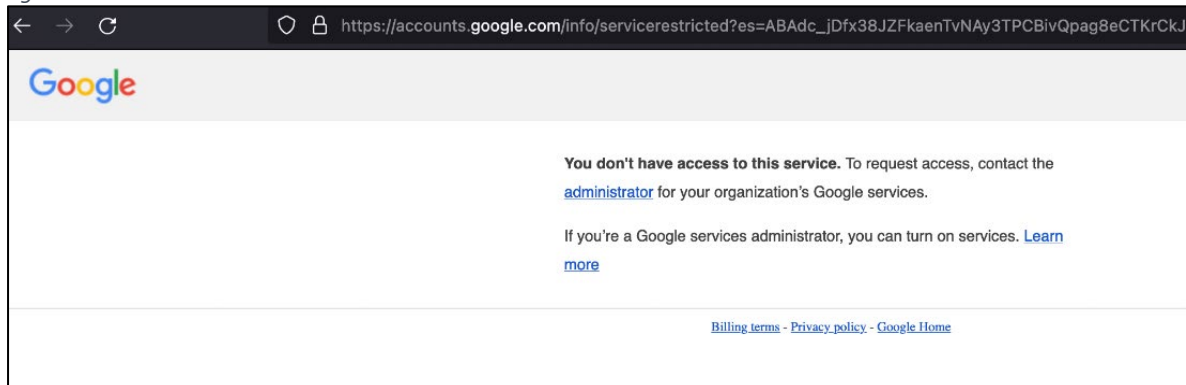 https://accounts.google.com/info/servicerestricted?es=ABAdc_jDfx38JZFkaenTvNAy3TPCBivQpag8eCTKrCkJ
Google
You don't have access to this service. To request access, contact the
administrator for your organization's Google services.
If you're a Google services administrator, you can turn on services. Learn
more
Billing terms - Privacy policy - Google Home